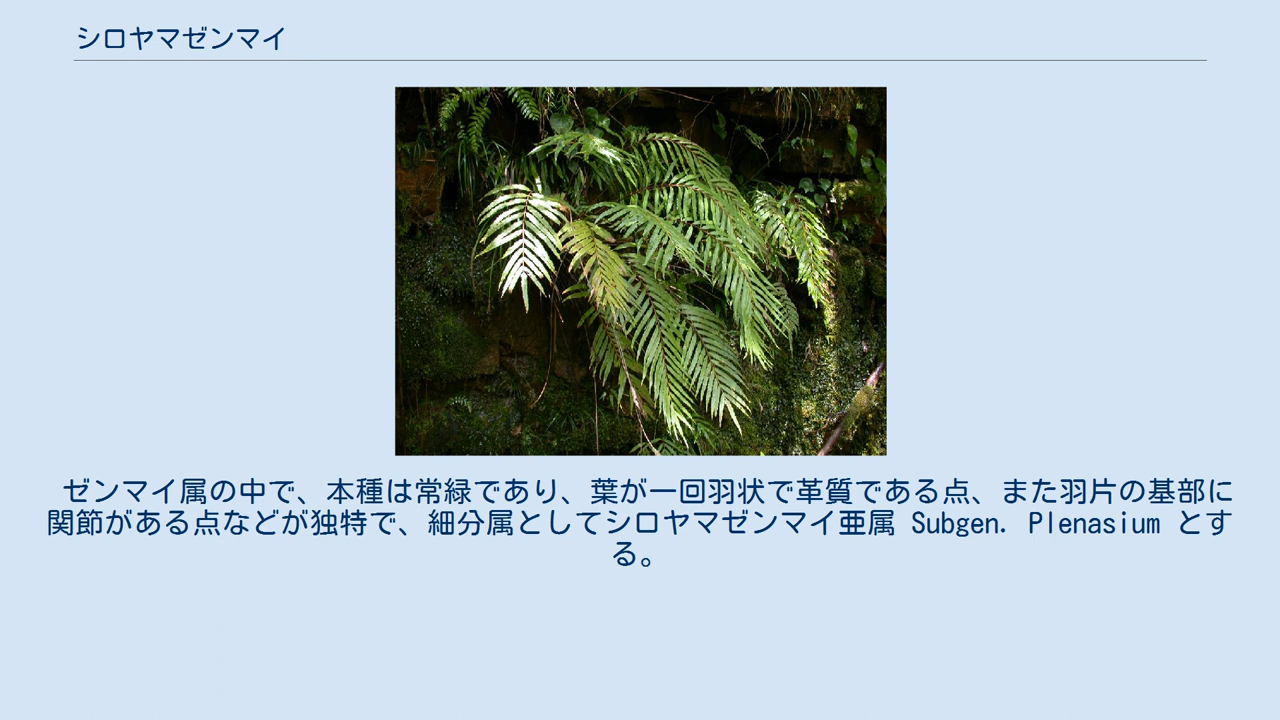 シロヤマゼンマイ
ゼンマイ属の中で、本種は常緑であり、葉が一回羽状で革質である点、また羽片の基部に
関節がある点などが独特で、細分属としてシロヤマゼンマイ亜属 Subgen. Plenasium とす
る。